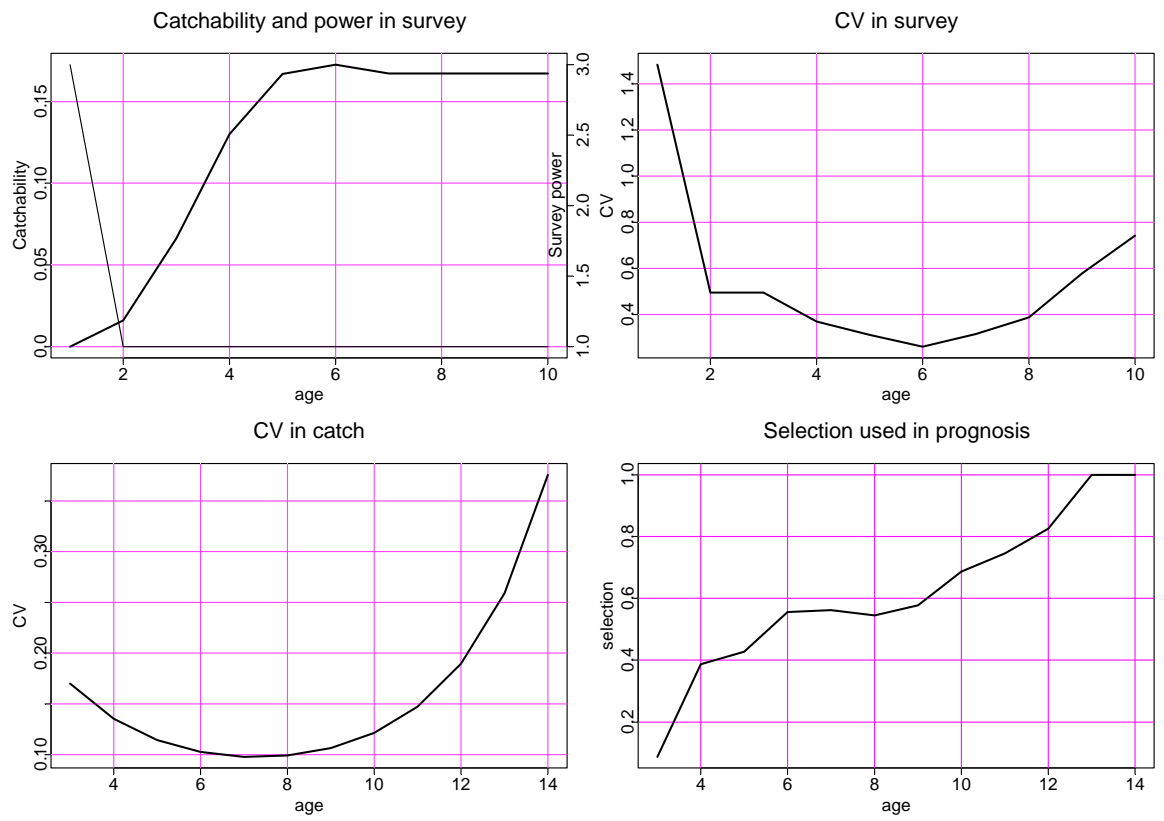 Catchability and power in survey
Catchability
0.0 0.05 0.10 0.15
2 4 6 8 10
age
1.0 1.5 2.0 2.5 3.0
Survey power
CV in survey
CV
0.4 0.6 0.8 1.0 1.2 1.4
2 4 6 8 10
age
CV in catch
CV
0.10 0.20 0.30
4 6 8 10 12 14
age
Selection used in prognosis
selection
0.2 0.4 0.6 0.8 1.0
4 6 8 10 12 14
age